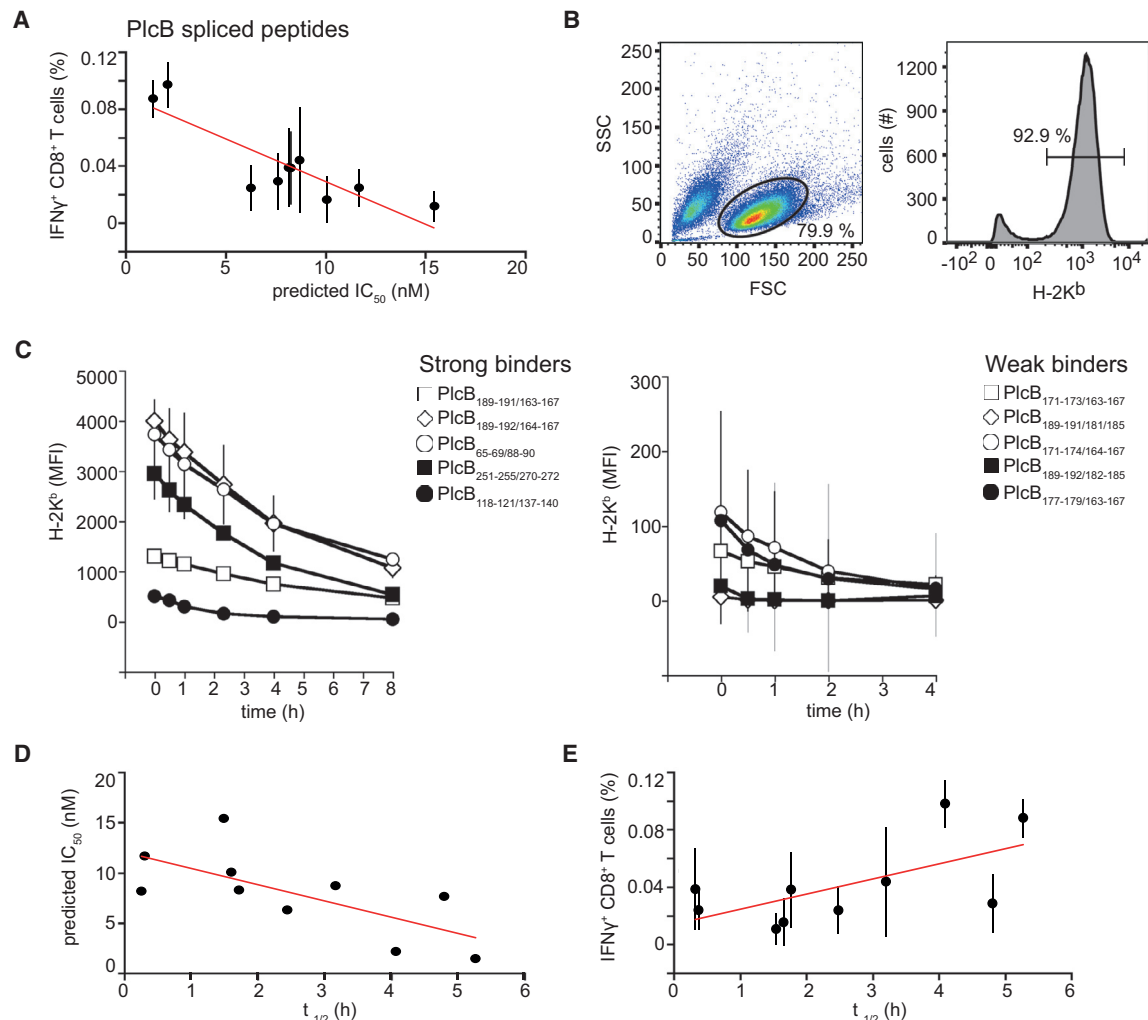 A
PlcB spliced peptides
IFNγ⁺ CD8⁺ T cells (%)
0.12
0.08
0.04
0
0 5 10 15 20
predicted IC₅₀ (nM)
B
SSC
250
200
150
100
50
0
79.9 %
0 50 100 150 200 250
FSC
cells (#)
1200
900
600
300
0
92.9 %
-10² 0 10² 10³ 10⁴
H-2Kᵇ
C
H-2Kᵇ (MFI)
5000
4000
3000
2000
1000
0
0 1 2 3 4 5 6 7 8
time (h)
Strong binders
PlcB189-191/163-167
PlcB189-192/164-167
PlcB65-69/88-90
PlcB251-255/270-272
PlcB118-121/137-140
H-2Kᵇ (MFI)
300
200
100
0
0 1 2 3 4
time (h)
Weak binders
PlcB171-173/163-167
PlcB189-191/181/185
PlcB171-174/164-167
PlcB189-192/182-185
PlcB177-179/163-167
D
predicted IC₅₀ (nM)
20
15
10
5
0
0 1 2 3 4 5 6
t 1/2 (h)
E
IFNγ⁺ CD8⁺ T cells (%)
0.12
0.08
0.04
0
0 1 2 3 4 5 6
t 1/2 (h)